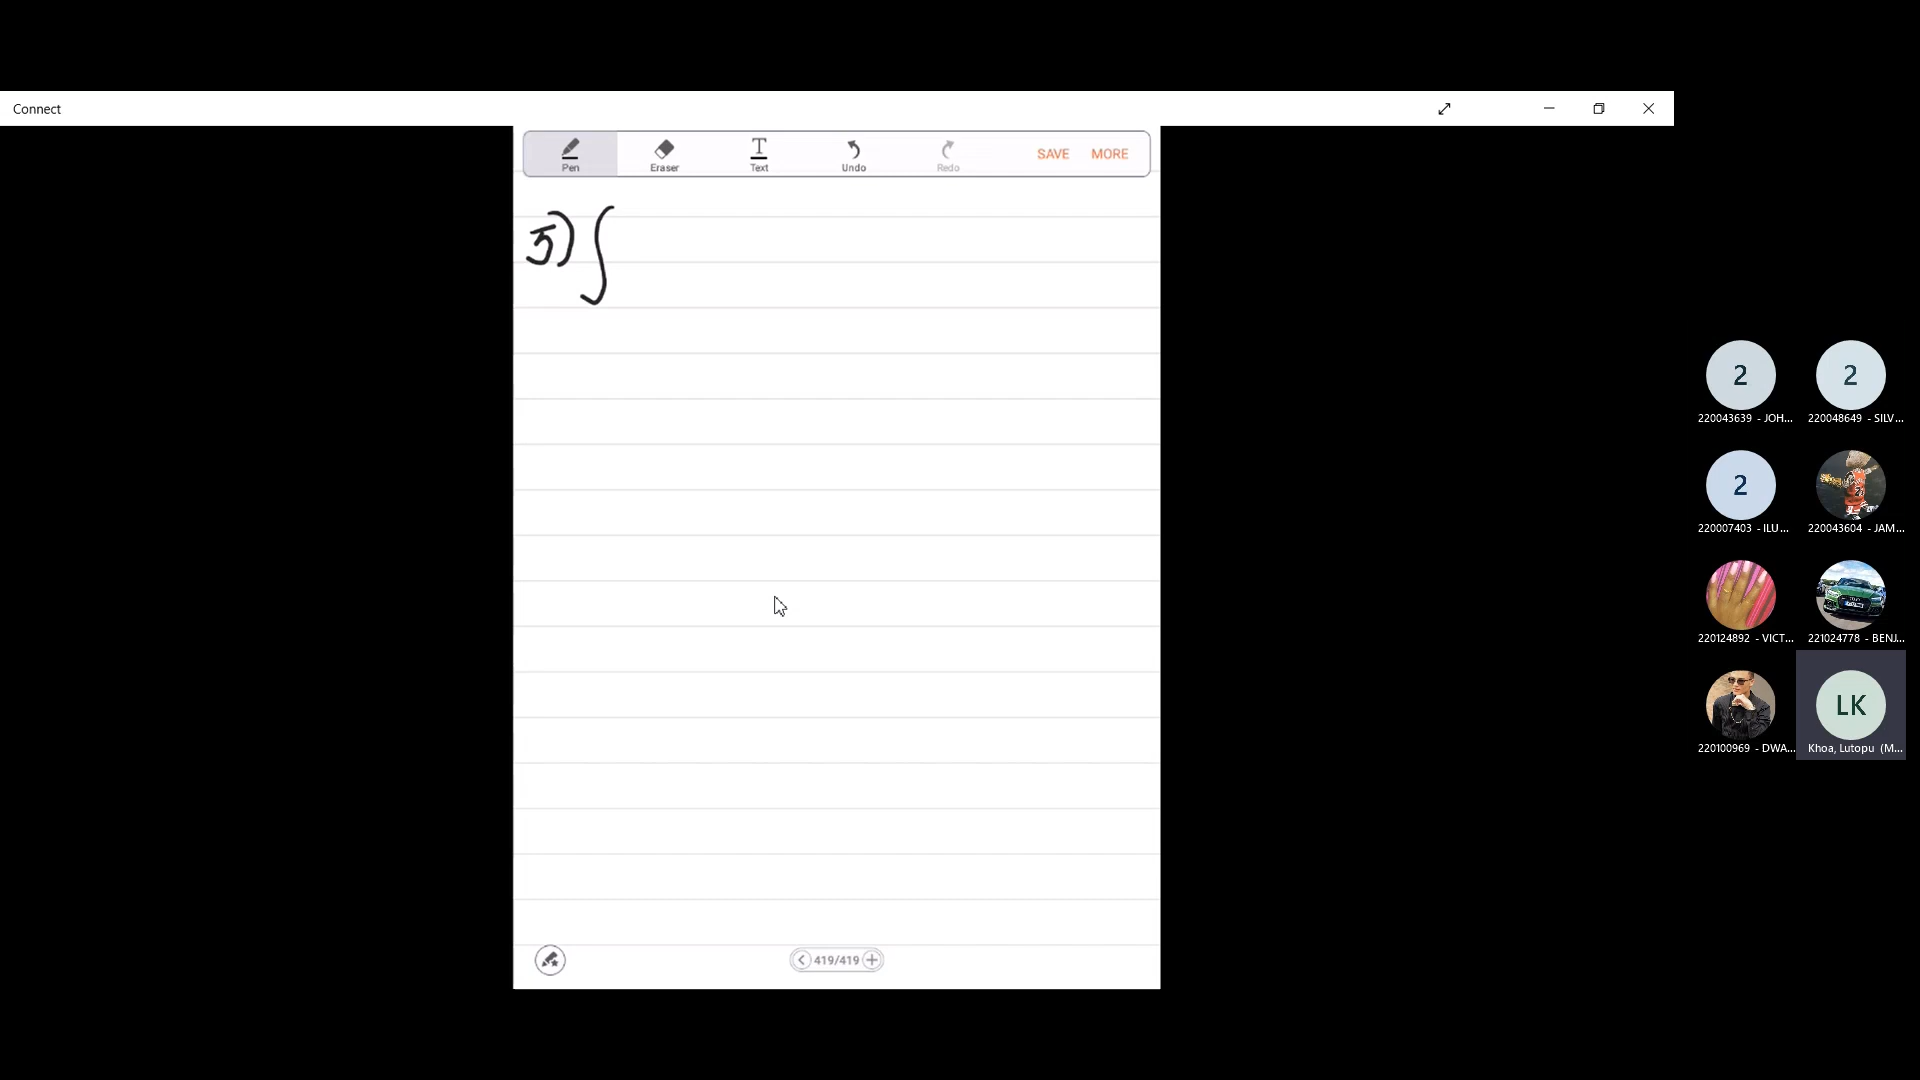 Connect
Pen
Eraser
Text
Undo
Redo
SAVE
MORE
5) ∫
2
220043639 - JOH...
2
220048649 - SILV...
2
220007403 - ILU...
220043604 - JAM...
220124892 - VICT...
221024778 - BENJ...
220100969 - DWA...
LK
Khoa, Lutopu (M...
419/419